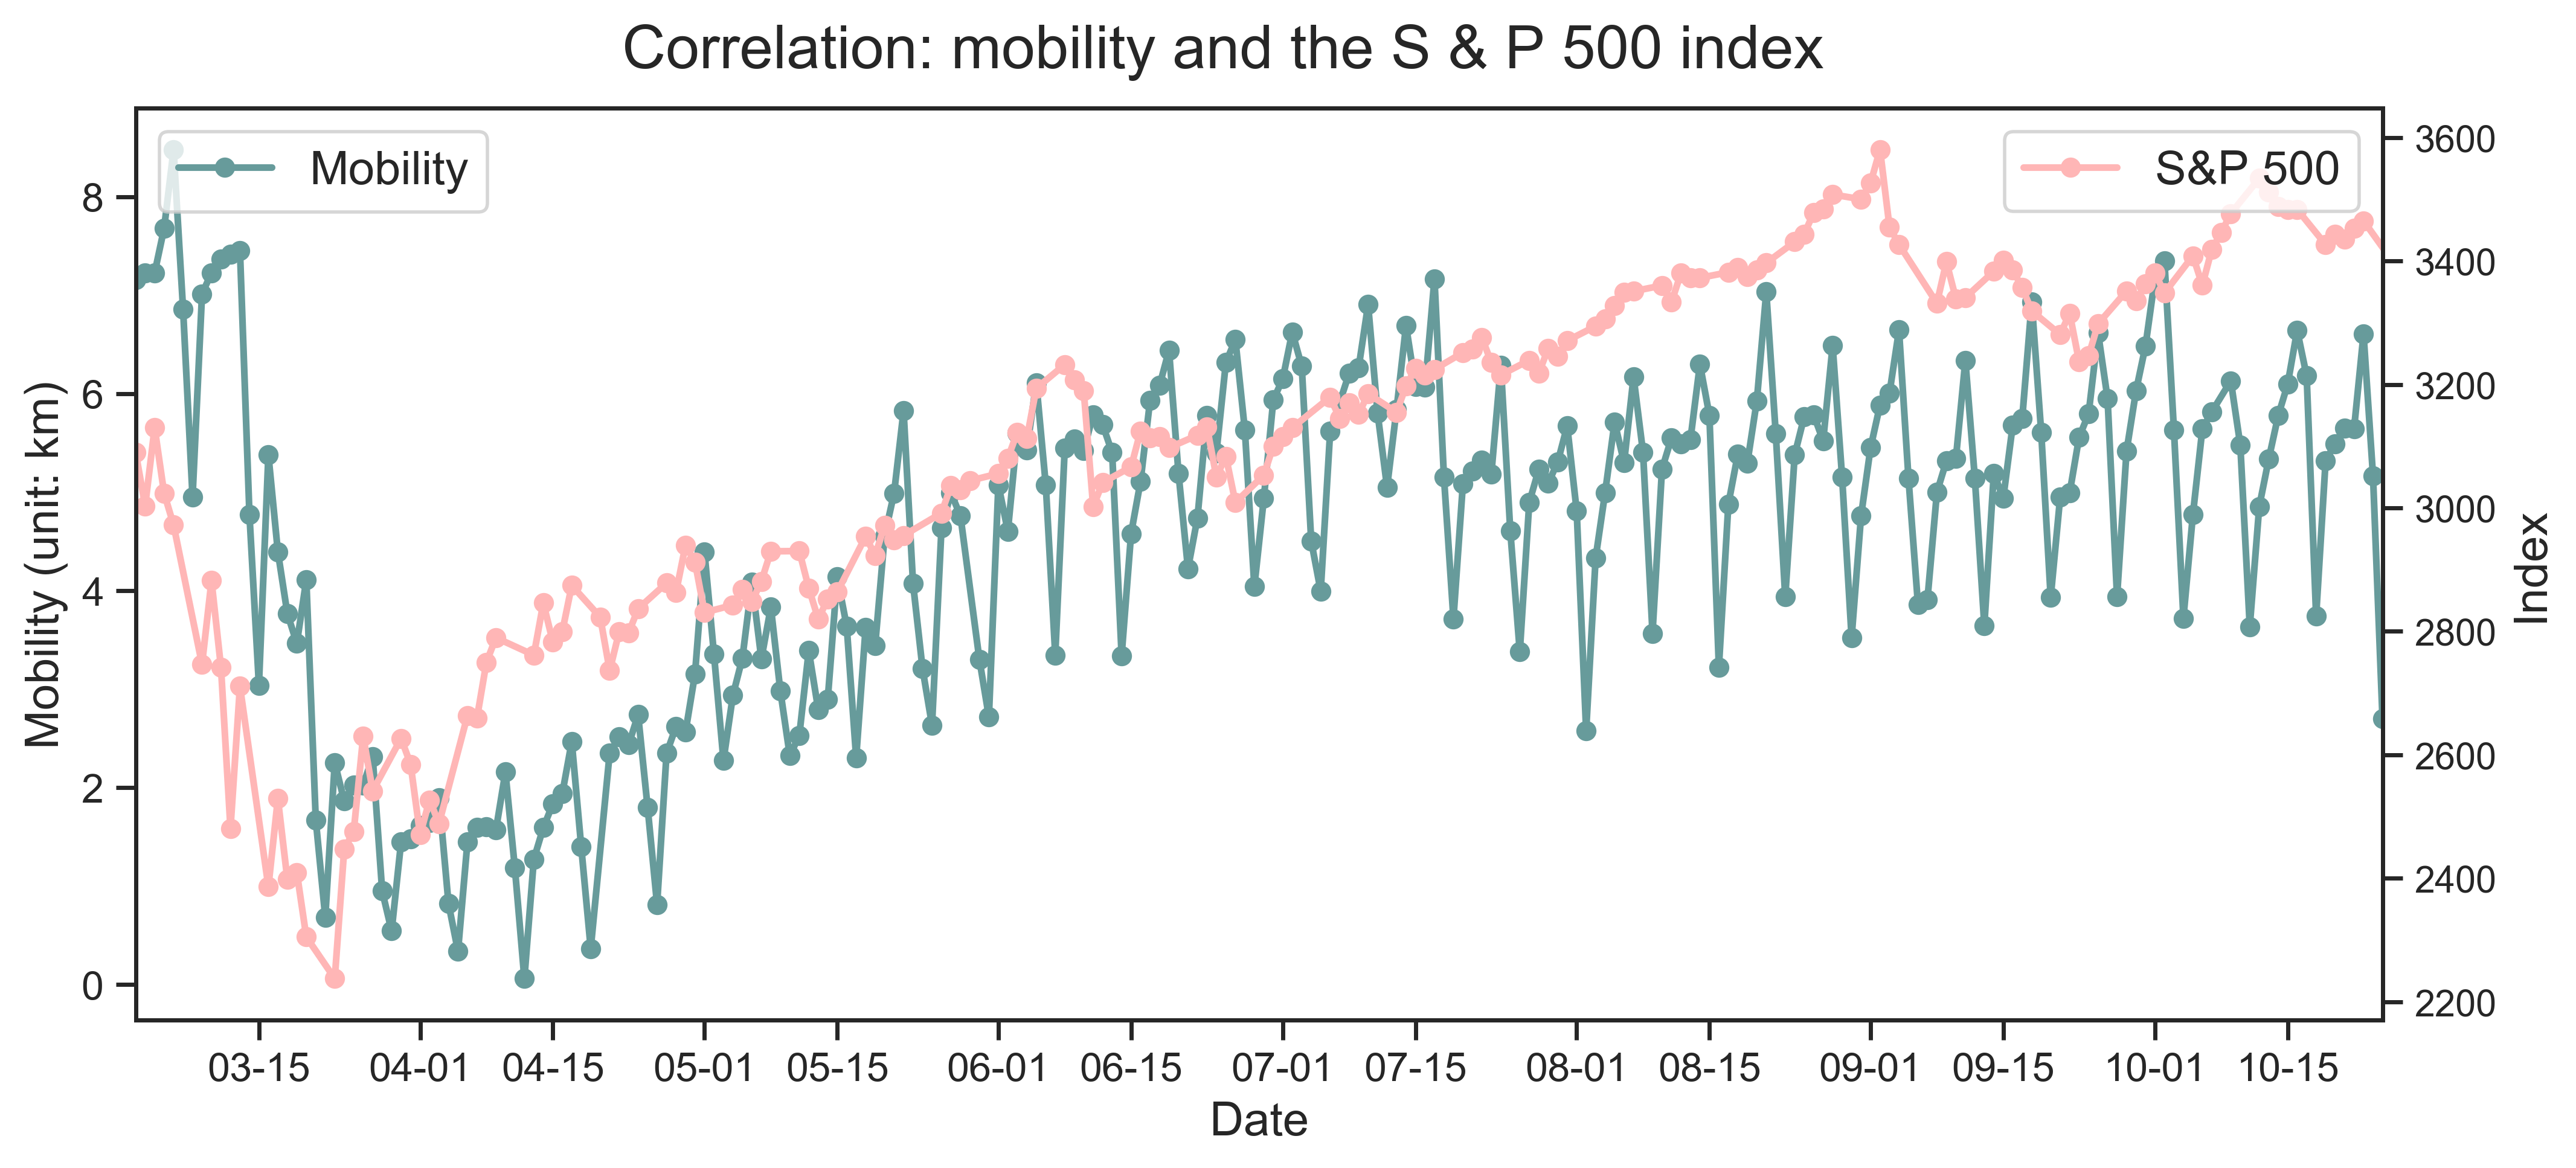 Correlation: mobility and the S & P 500 index
Mobility
S&P 500
Mobility (unit: km)
8
6
4
2
0
3600
3400
3200
3000
2800
2600
2400
2200
Index
03-15 04-01 04-15 05-01 05-15 06-01 06-15 07-01 07-15 08-01 08-15 09-01 09-15 10-01 10-15
Date